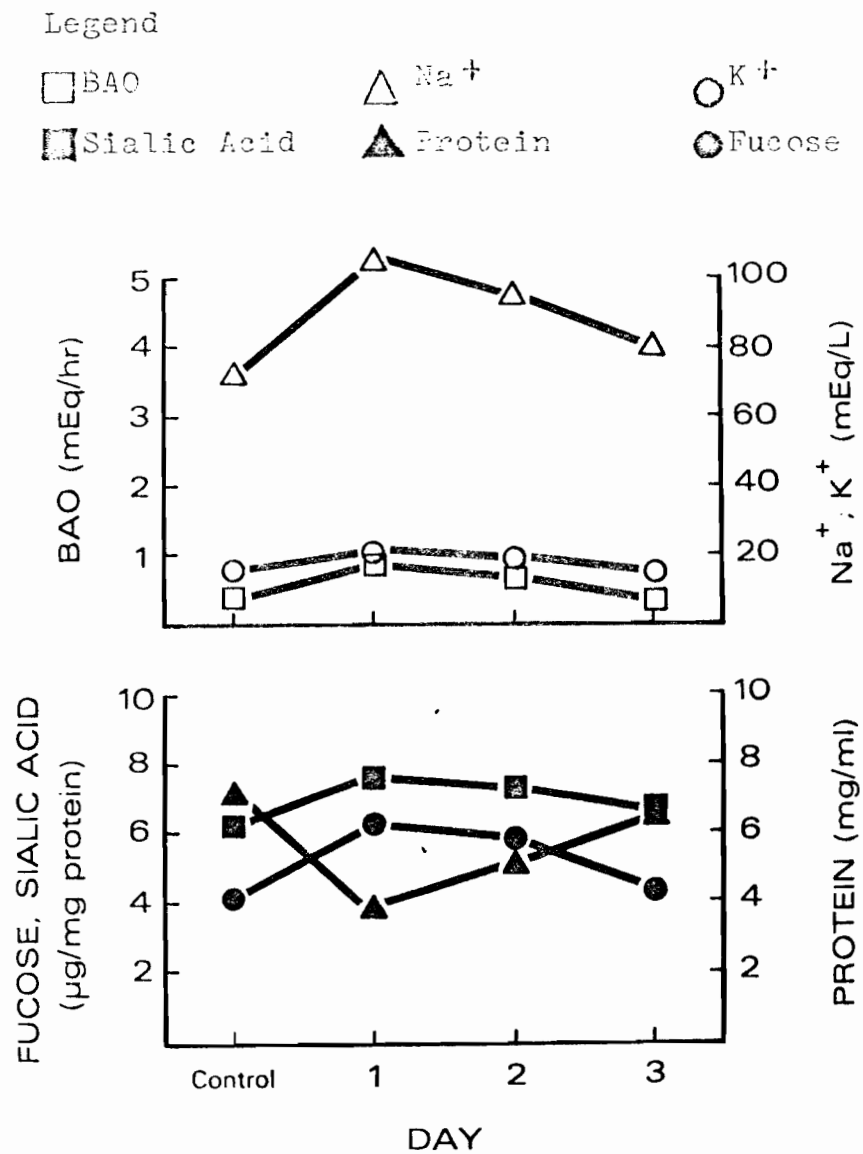 Legend
BAO Na+ K+
Sialic Acid Protein Fucose
BAO (mEq/hr)
5
4
3
2
1
100
80
60
40
20
Na+, K+ (mEq/L)
FUCOSE, SIALIC ACID
(µg/mg protein)
10
8
6
4
2
10
8
6
4
2
PROTEIN (mg/ml)
Control 1 2 3
DAY